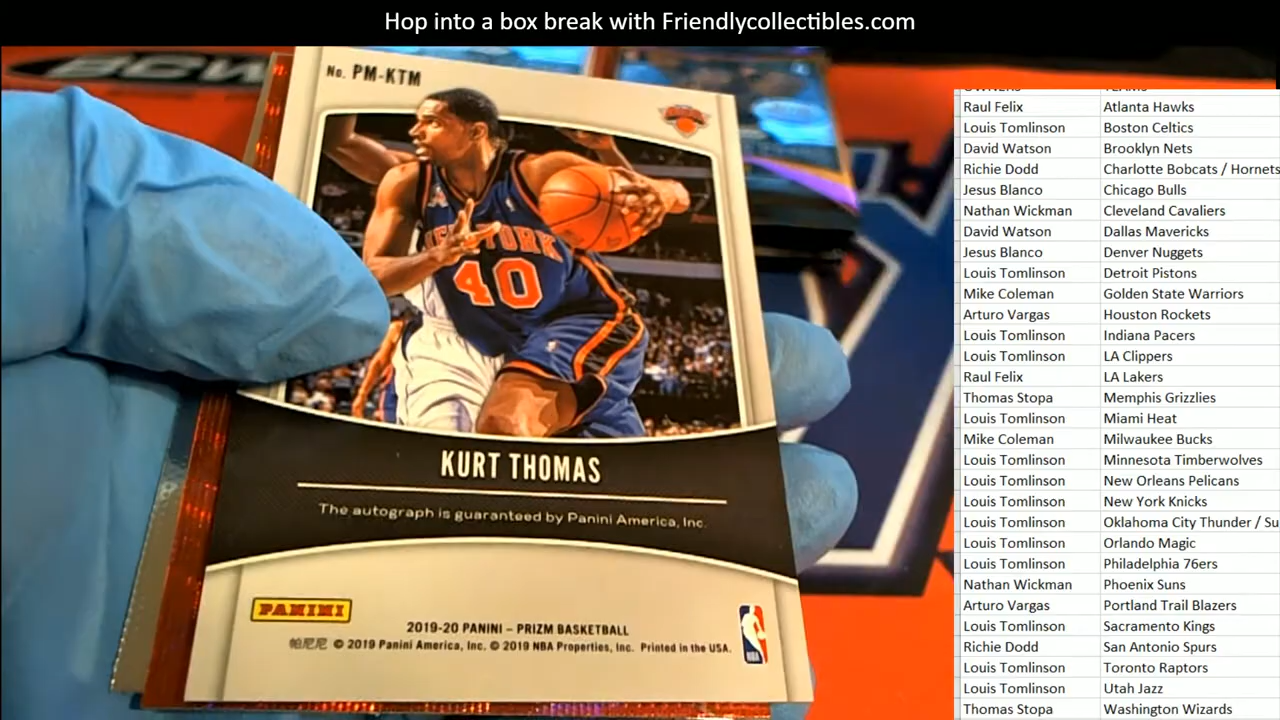 Hop into a box break with Friendlycollectibles.com
BCW
No. PM-KTM
NEW YORK
40
KURT THOMAS
The autograph is guaranteed by Panini America, Inc.
PANINI
2019-20 PANINI – PRIZM BASKETBALL
帕尼尼 © 2019 Panini America, Inc. © 2019 NBA Properties, Inc. Printed in the USA.
NBA
OWNERS TEAMS
Raul Felix Atlanta Hawks
Louis Tomlinson Boston Celtics
David Watson Brooklyn Nets
Richie Dodd Charlotte Bobcats / Hornets
Jesus Blanco Chicago Bulls
Nathan Wickman Cleveland Cavaliers
David Watson Dallas Mavericks
Jesus Blanco Denver Nuggets
Louis Tomlinson Detroit Pistons
Mike Coleman Golden State Warriors
Arturo Vargas Houston Rockets
Louis Tomlinson Indiana Pacers
Louis Tomlinson LA Clippers
Raul Felix LA Lakers
Thomas Stopa Memphis Grizzlies
Louis Tomlinson Miami Heat
Mike Coleman Milwaukee Bucks
Louis Tomlinson Minnesota Timberwolves
Louis Tomlinson New Orleans Pelicans
Louis Tomlinson New York Knicks
Louis Tomlinson Oklahoma City Thunder / Su
Louis Tomlinson Orlando Magic
Louis Tomlinson Philadelphia 76ers
Nathan Wickman Phoenix Suns
Arturo Vargas Portland Trail Blazers
Louis Tomlinson Sacramento Kings
Richie Dodd San Antonio Spurs
Louis Tomlinson Toronto Raptors
Louis Tomlinson Utah Jazz
Thomas Stopa Washington Wizards